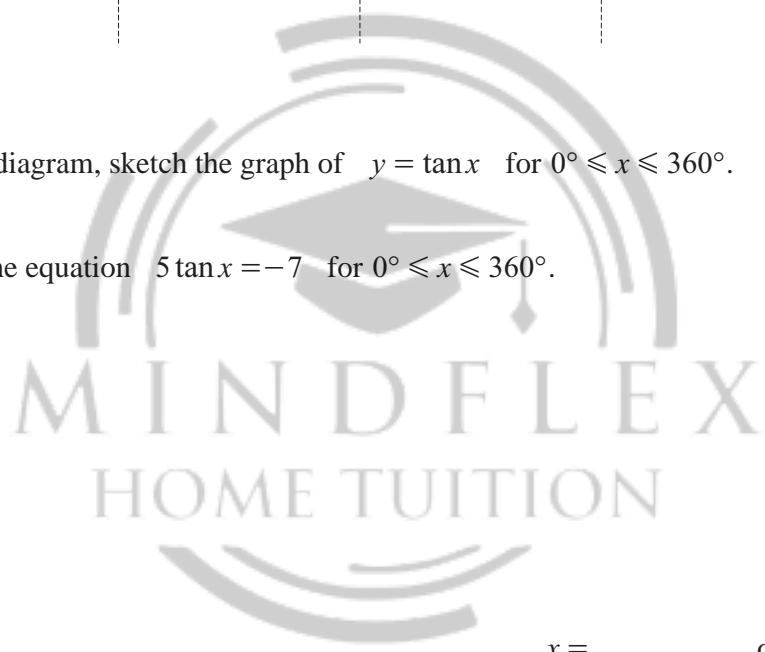 diagram, sketch the graph of y = tan x for 0° ⩽ x ⩽ 360°.
equation 5 tan x = −7 for 0° ⩽ x ⩽ 360°.
MINDFLEX
HOME TUITION
x =